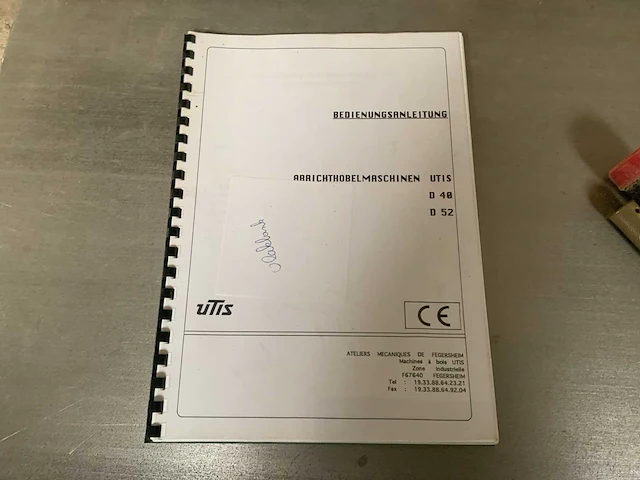 BEDIENUNGSANLEITUNG
ABRICHTHOBELMASCHINEN UTIS
D 40
D 52
vlakbank
UTIS
CE
ATELIERS MECANIQUES DE FEGERSHEIM
Machines à bois UTIS
Zone Industrielle
F67640 FEGERSHEIM
Tel : 19.33.88.64.23.21
Fax : 19.33.88.64.92.04